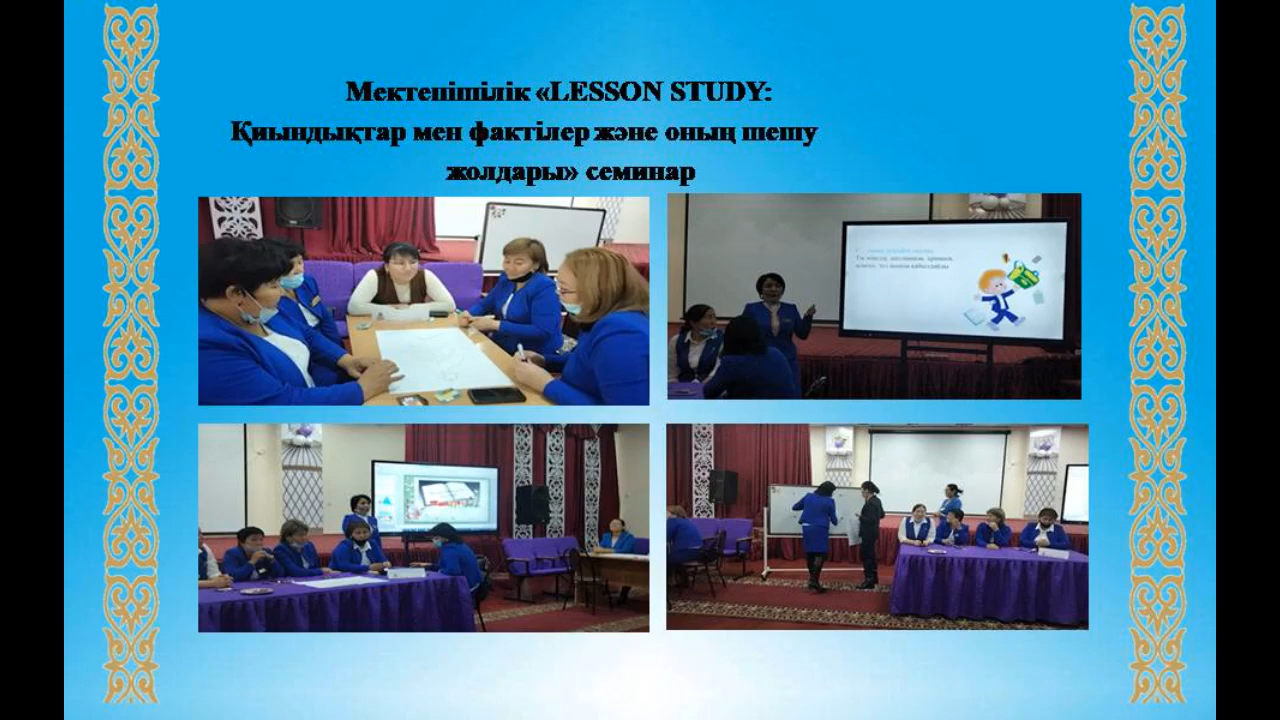 Мектепішілік «LESSON STUDY:
Қиындықтар мен фактілер және оның шешу
жолдары» семинар